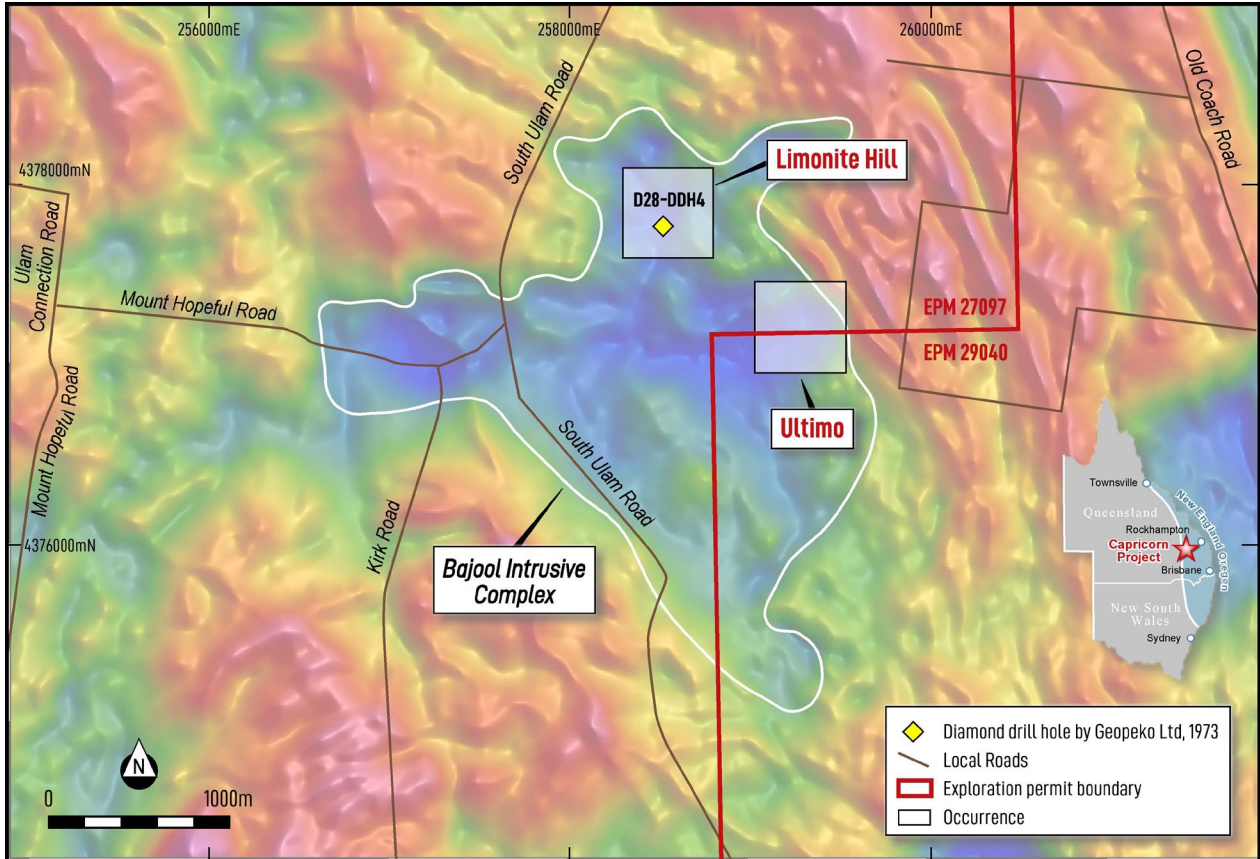 256000mE
258000mE
260000mE
South Ulam Road
Old Coach Road
4378000mN
Limonite Hill
D28-DDH4
Ulam
Connection Road
Mount Hopeful Road
EPM 27097
EPM 29040
Ultimo
Mount Hopeful Road
South Ulam Road
Kirk Road
4376000mN
Bajool Intrusive
Complex
Townsville
Queensland
New England Orogen
Rockhampton
Capricorn
Project
Brisbane
New South
Wales
Sydney
N
0
1000m
Diamond drill hole by Geopeko Ltd, 1973
Local Roads
Exploration permit boundary
Occurrence